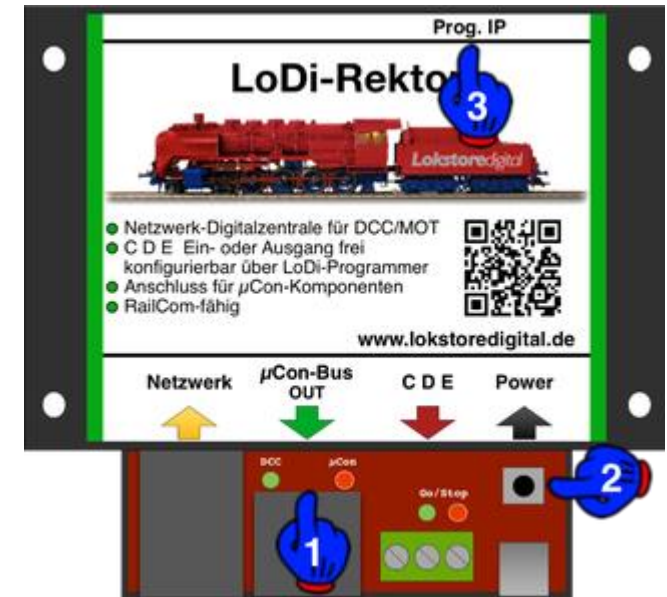 Prog. IP
LoDi-Rektor
3
Lokstoredigital
Netzwerk-Digitalzentrale für DCC/MOT
C D E Ein- oder Ausgang frei
konfigurierbar über LoDi-Programmer
Anschluss für µCon-Komponenten
RailCom-fähig
www.lokstoredigital.de
Netzwerk
µCon-Bus
OUT
C D E
Power
DCC
µCon
Go/Stop
2
1